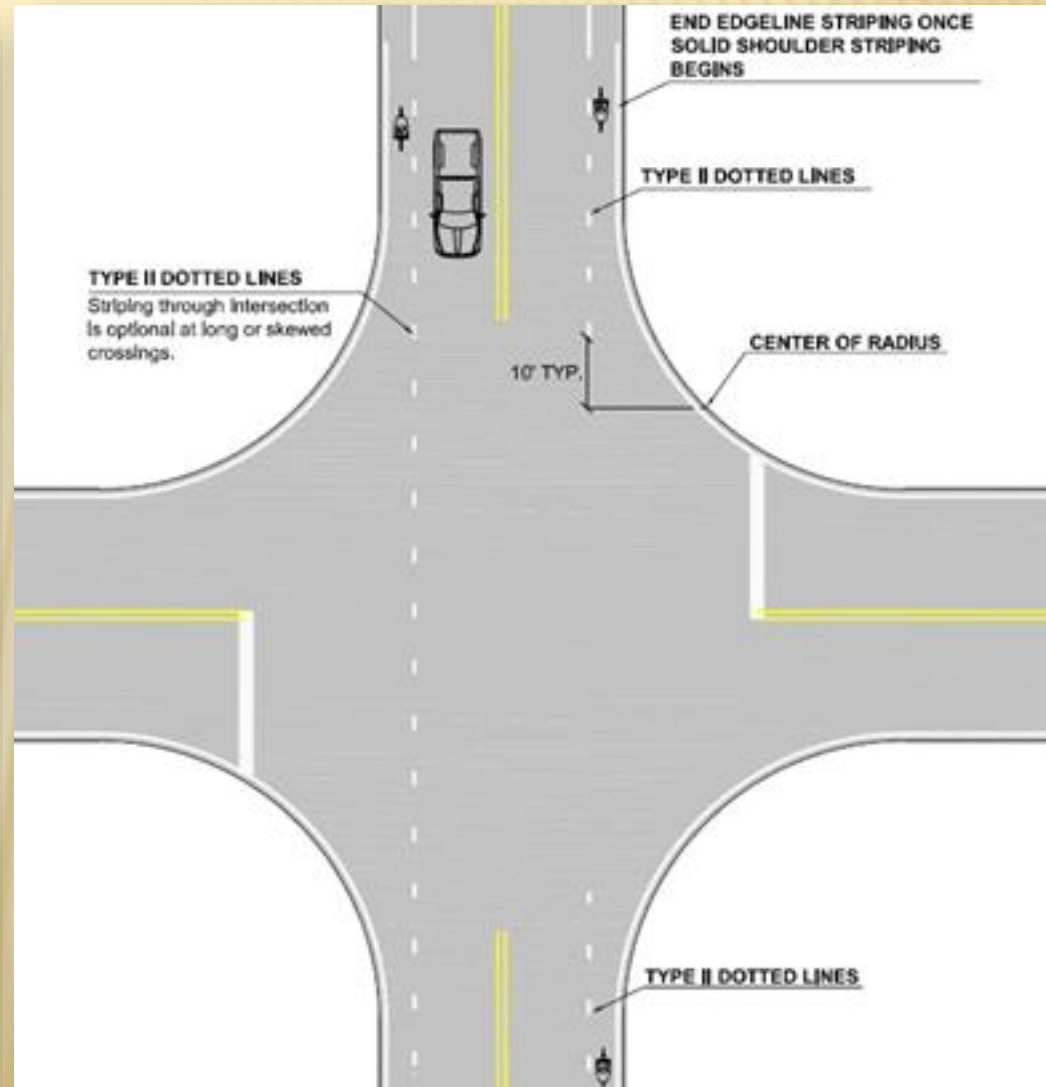 END EDGELINE STRIPING ONCE
SOLID SHOULDER STRIPING
BEGINS
TYPE II DOTTED LINES
TYPE II DOTTED LINES
Striping through intersection
is optional at long or skewed
crossings.
CENTER OF RADIUS
10' TYP.
TYPE II DOTTED LINES